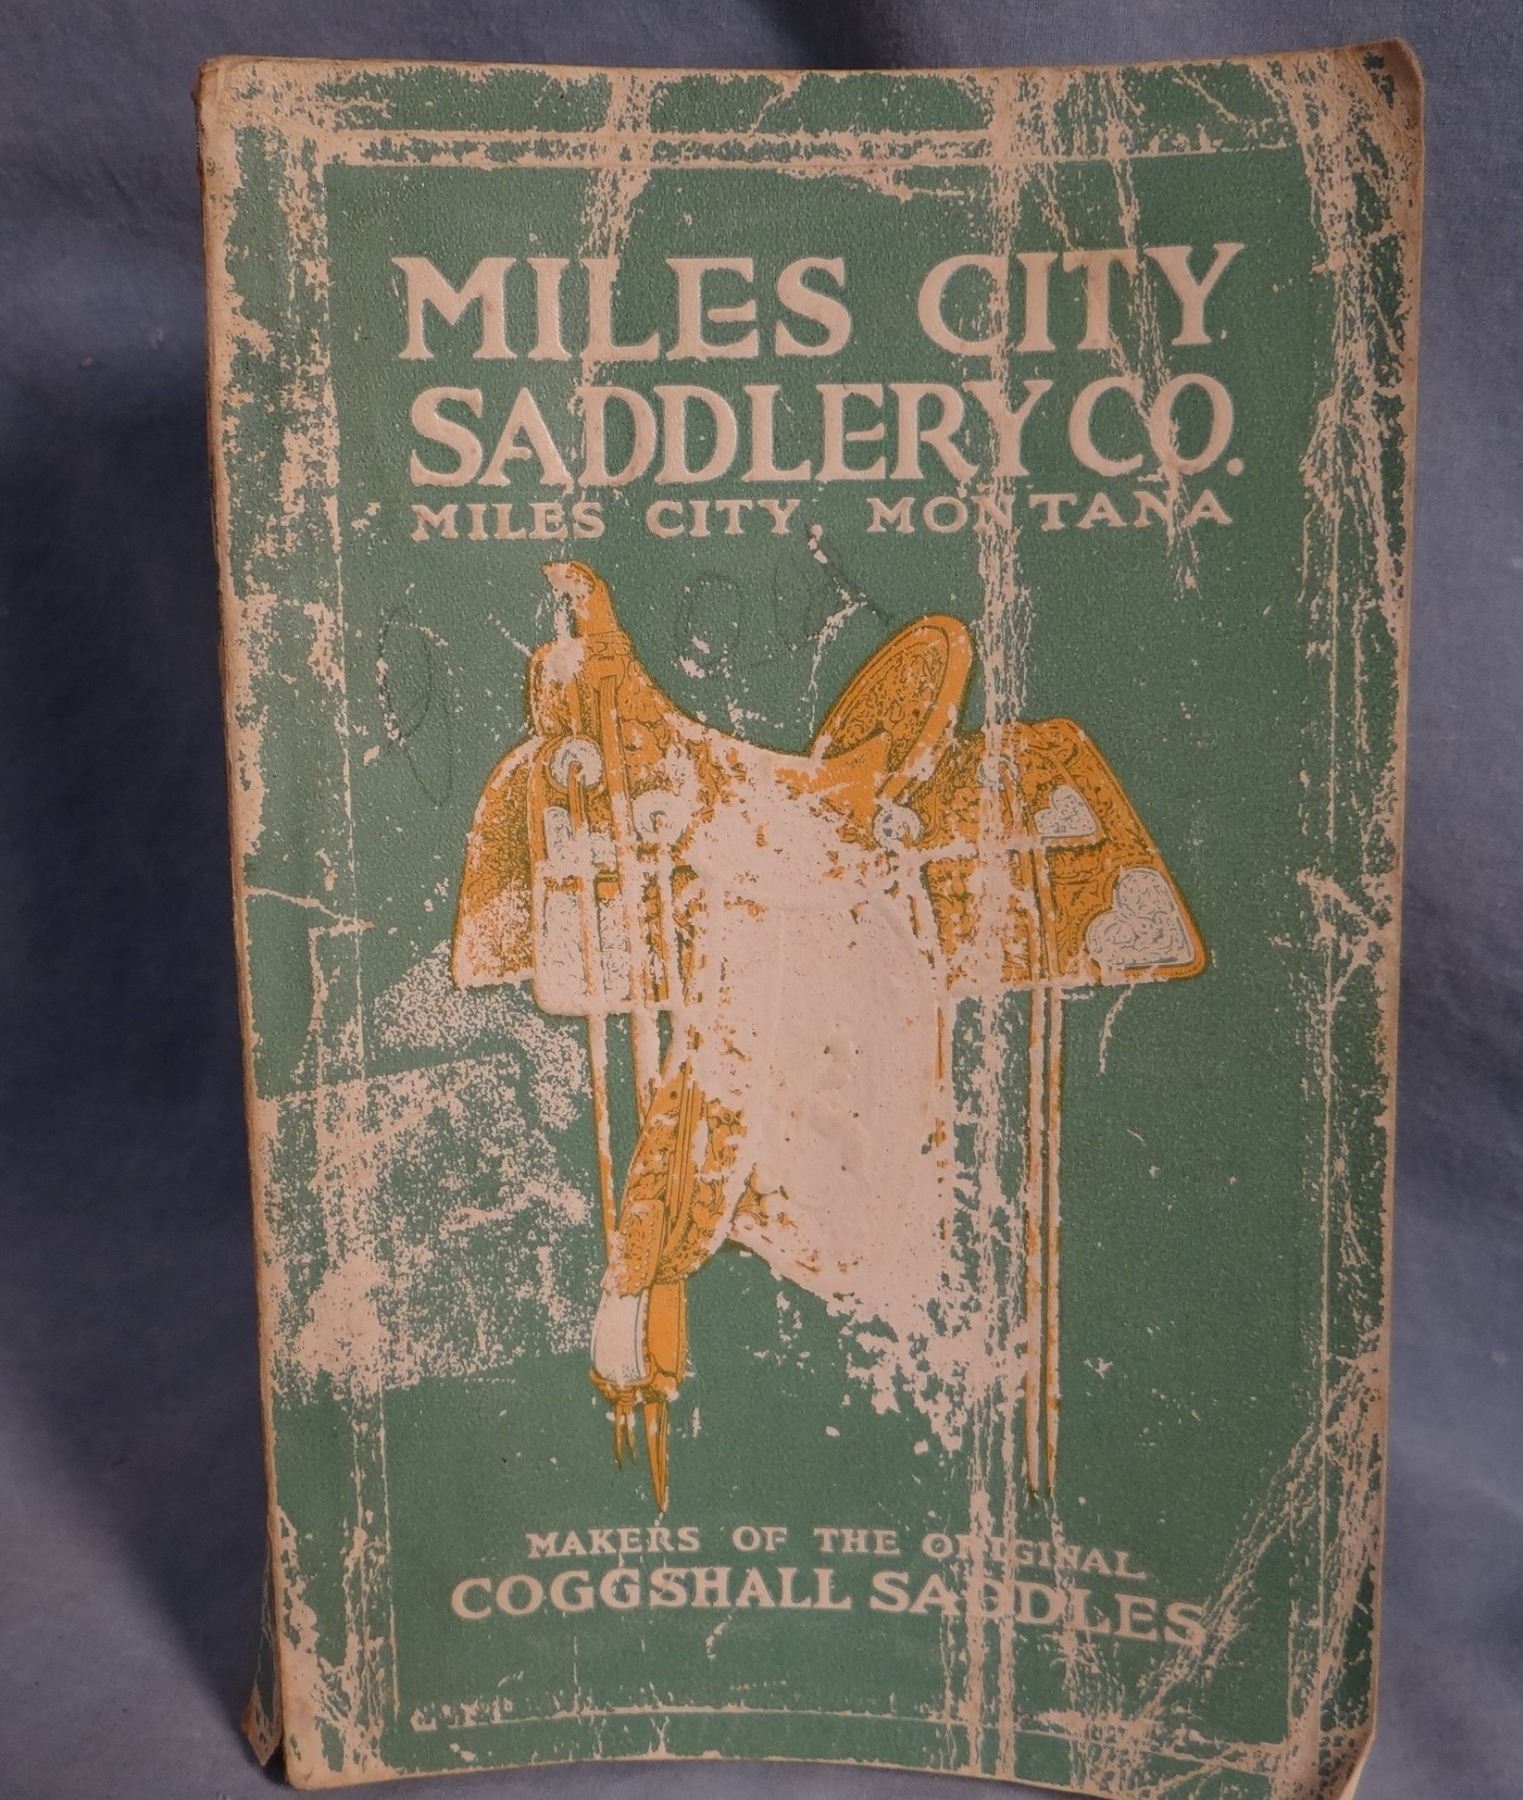 MILES CITY
SADDLERY CO.
MILES CITY, MONTANA
MAKERS OF THE ORIGINAL
COGGSHALL SADDLES